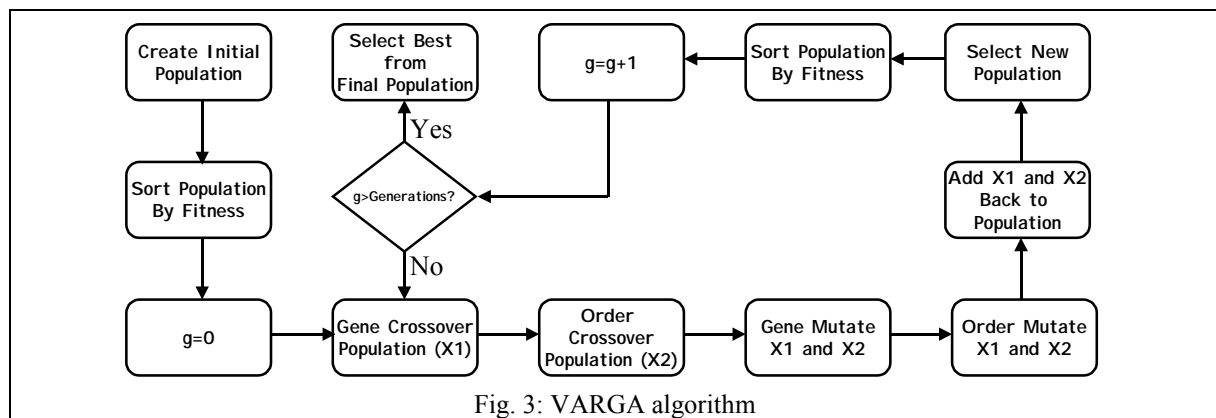 Create Initial
Population
Select Best
from
Final Population
g=g+1
Sort Population
By Fitness
Select New
Population
Yes
Sort Population
By Fitness
g>Generations?
Add X1 and X2
Back to
Population
No
g=0
Gene Crossover
Population (X1)
Order
Crossover
Population (X2)
Gene Mutate
X1 and X2
Order Mutate
X1 and X2
Fig. 3: VARGA algorithm